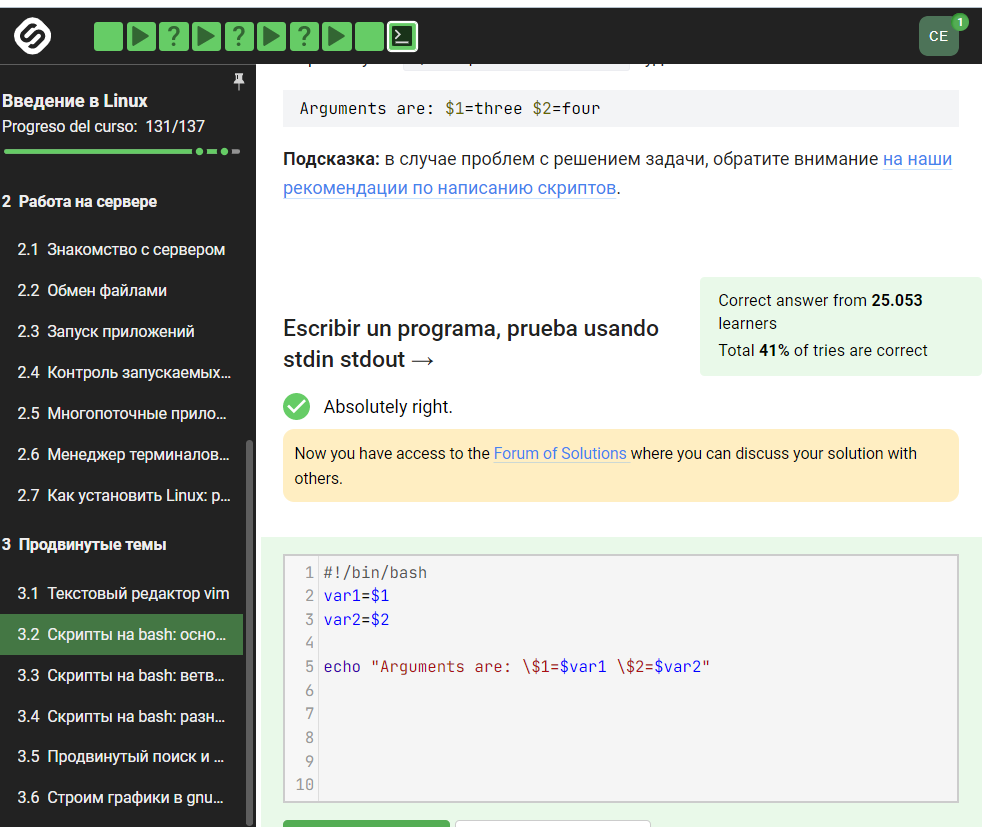 CE
1
Введение в Linux
Progreso del curso: 131/137
2 Работа на сервере
2.1 Знакомство с сервером
2.2 Обмен файлами
2.3 Запуск приложений
2.4 Контроль запускаемых...
2.5 Многопоточные прило...
2.6 Менеджер терминалов...
2.7 Как установить Linux: р...
3 Продвинутые темы
3.1 Текстовый редактор vim
3.2 Скрипты на bash: осно...
3.3 Скрипты на bash: ветв...
3.4 Скрипты на bash: разн...
3.5 Продвинутый поиск и ...
3.6 Строим графики в gnu...
Arguments are: $1=three $2=four
Подсказка: в случае проблем с решением задачи, обратите внимание на наши
рекомендации по написанию скриптов.
Correct answer from 25.053
learners
Total 41% of tries are correct
Escribir un programa, prueba usando
stdin stdout →
Absolutely right.
Now you have access to the Forum of Solutions where you can discuss your solution with
others.
1 #!/bin/bash
2 var1=$1
3 var2=$2
4
5 echo "Arguments are: \$1=$var1 \$2=$var2"
6
7
8
9
10